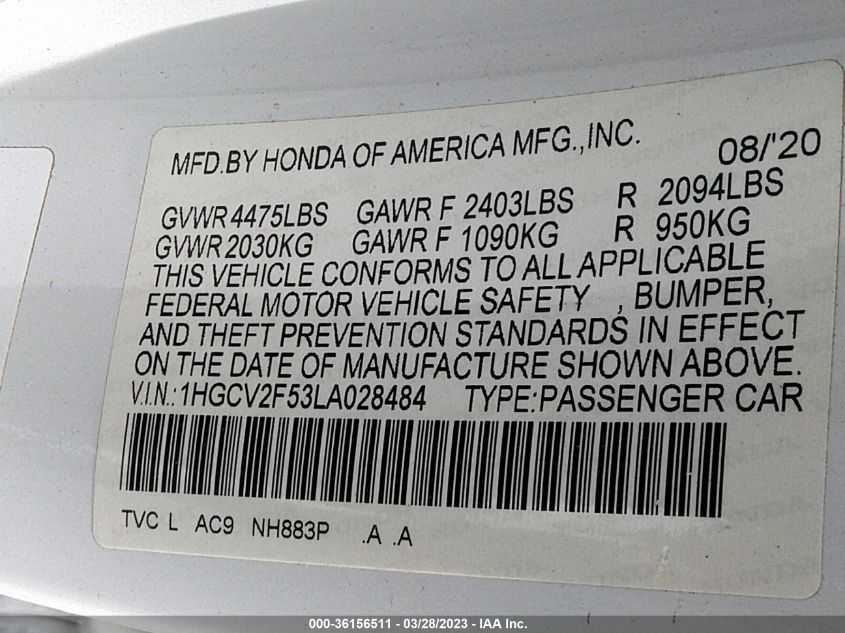 MFD.BY HONDA OF AMERICA MFG.,INC. 08/'20
GVWR 4475LBS GAWR F 2403LBS R 2094LBS
GVWR 2030KG GAWR F 1090KG R 950KG
THIS VEHICLE CONFORMS TO ALL APPLICABLE
FEDERAL MOTOR VEHICLE SAFETY , BUMPER,
AND THEFT PREVENTION STANDARDS IN EFFECT
ON THE DATE OF MANUFACTURE SHOWN ABOVE.
V.I.N.:1HGCV2F53LA028484 TYPE:PASSENGER CAR
TVC L AC9 NH883P .A .A
000-36156511 - 03/28/2023 - IAA Inc.